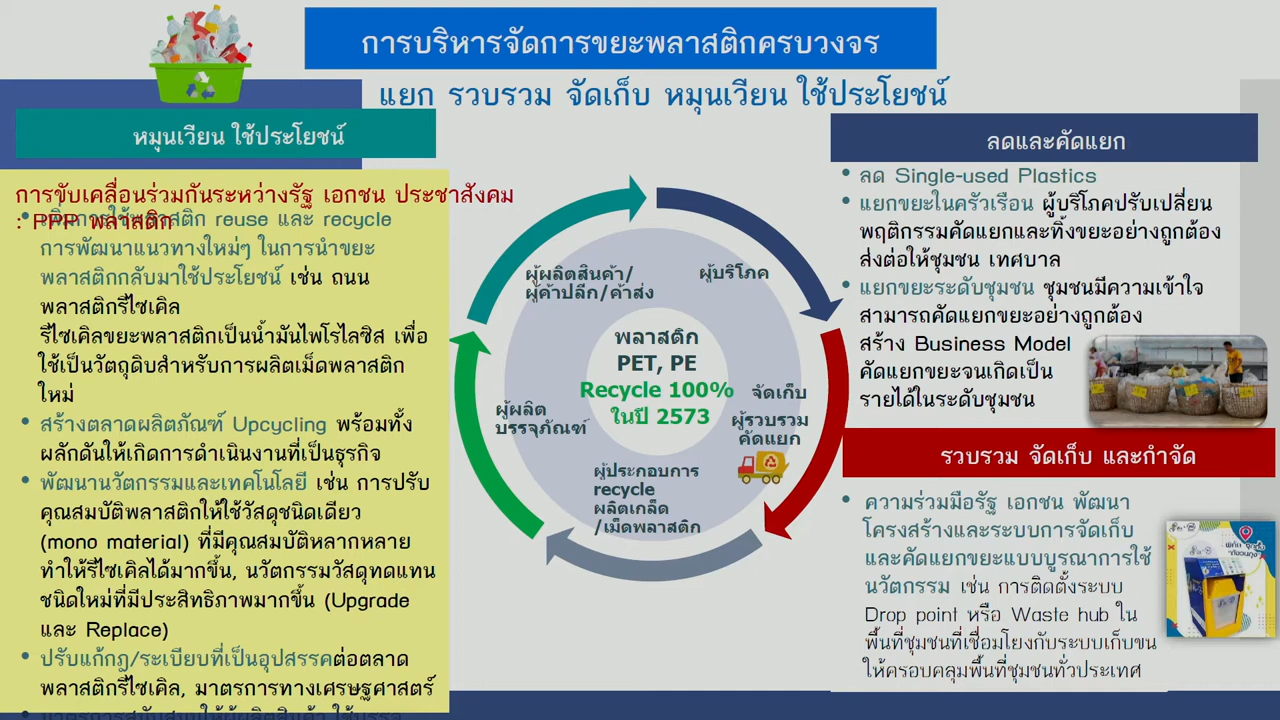 การบริหารจัดการขยะพลาสติกครบวงจร
แยก รวบรวม จัดเก็บ หมุนเวียน ใช้ประโยชน์
หมุนเวียน ใช้ประโยชน์
การขับเคลื่อนร่วมกันระหว่างรัฐ เอกชน ประชาสังคม
: PPP พลาสติก
• เพิ่มการใช้พลาสติก reuse และ recycle
การพัฒนาแนวทางใหม่ๆ ในการนำขยะ
พลาสติกกลับมาใช้ประโยชน์ เช่น ถนน
พลาสติกรีไซเคิล
รีไซเคิลขยะพลาสติกเป็นน้ำมันไพโรไลซิส เพื่อ
ใช้เป็นวัตถุดิบสำหรับการผลิตเม็ดพลาสติก
ใหม่
• สร้างตลาดผลิตภัณฑ์ Upcycling พร้อมทั้ง
ผลักดันให้เกิดการดำเนินงานที่เป็นธุรกิจ
• พัฒนานวัตกรรมและเทคโนโลยี เช่น การปรับ
คุณสมบัติพลาสติกให้ใช้วัสดุชนิดเดียว
(mono material) ที่มีคุณสมบัติหลากหลาย
ทำให้รีไซเคิลได้มากขึ้น, นวัตกรรมวัสดุทดแทน
ชนิดใหม่ที่มีประสิทธิภาพมากขึ้น (Upgrade
และ Replace)
• ปรับแก้กฎ/ระเบียบที่เป็นอุปสรรคต่อตลาด
พลาสติกรีไซเคิล, มาตรการทางเศรษฐศาสตร์
ผู้ผลิตสินค้า/
ผู้ค้าปลีก/ค้าส่ง
ผู้บริโภค
พลาสติก
PET, PE
Recycle 100%
ในปี 2573
จัดเก็บ
ผู้รวบรวม
คัดแยก
ผู้ผลิต
บรรจุภัณฑ์
ผู้ประกอบการ
recycle
ผลิตเกล็ด
/เม็ดพลาสติก
ลดและคัดแยก
• ลด Single-used Plastics
• แยกขยะในครัวเรือน ผู้บริโภคปรับเปลี่ยน
พฤติกรรมคัดแยกและทิ้งขยะอย่างถูกต้อง
ส่งต่อให้ชุมชน เทศบาล
• แยกขยะระดับชุมชน ชุมชนมีความเข้าใจ
สามารถคัดแยกขยะอย่างถูกต้อง
สร้าง Business Model
คัดแยกขยะจนเกิดเป็น
รายได้ในระดับชุมชน
รวบรวม จัดเก็บ และกำจัด
• ความร่วมมือรัฐ เอกชน พัฒนา
โครงสร้างและระบบการจัดเก็บ
และคัดแยกขยะแบบบูรณาการใช้
นวัตกรรม เช่น การติดตั้งระบบ
Drop point หรือ Waste hub ใน
พื้นที่ชุมชนที่เชื่อมโยงกับระบบเก็บขน
ให้ครอบคลุมพื้นที่ชุมชนทั่วประเทศ